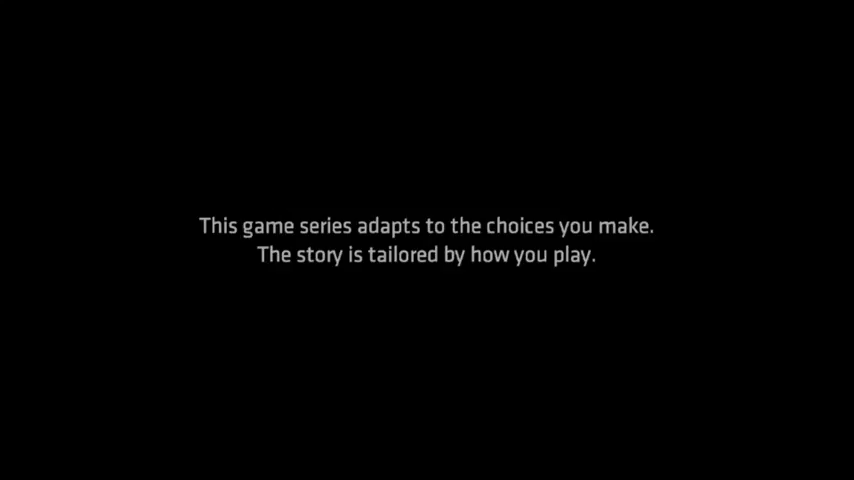 This game series adapts to the choices you make.
The story is tailored by how you play.